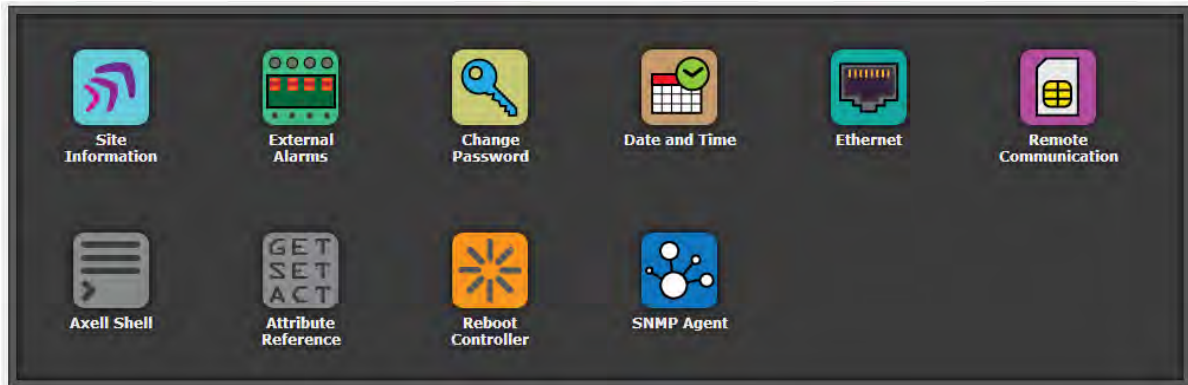 Site
Information
External
Alarms
Change
Password
Date and Time
Ethernet
Remote
Communication
Axell Shell
GET
SET
ACT
Attribute
Reference
Reboot
Controller
SNMP Agent